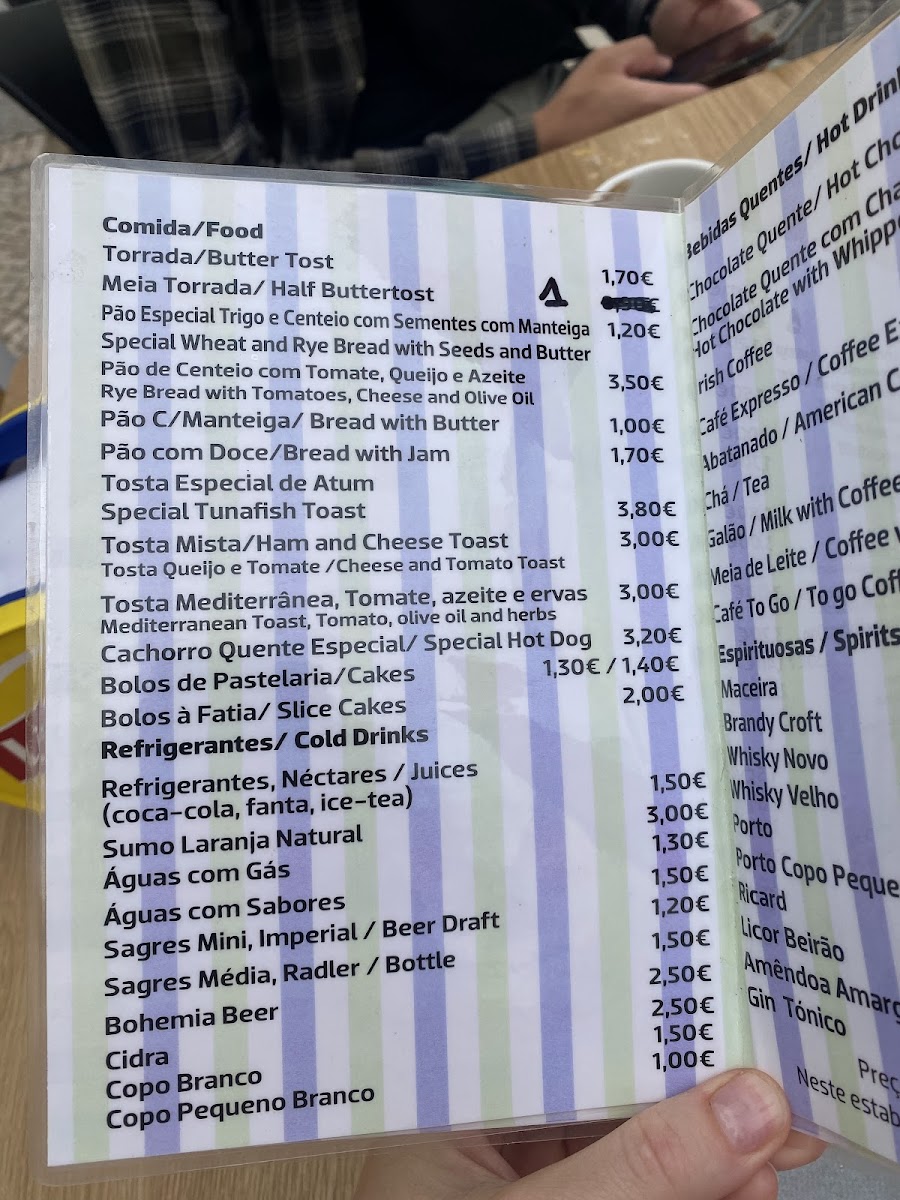 Comida/Food
Torrada/Butter Tost 1,70€
Meia Torrada/ Half Buttertost 1
Pão Especial Trigo e Centeio com Sementes com Manteiga 1,20€
Special Wheat and Rye Bread with Seeds and Butter
Pão de Centeio com Tomate, Queijo e Azeite 3,50€
Rye Bread with Tomatoes, Cheese and Olive Oil
Pão C/Manteiga/ Bread with Butter 1,00€
Pão com Doce/Bread with Jam 1,70€
Tosta Especial de Atum
Special Tunafish Toast 3,80€
Tosta Mista/Ham and Cheese Toast 3,00€
Tosta Queijo e Tomate /Cheese and Tomato Toast
Tosta Mediterrânea, Tomate, azeite e ervas 3,00€
Mediterranean Toast, Tomato, olive oil and herbs
Cachorro Quente Especial/ Special Hot Dog 3,20€
Bolos de Pastelaria/Cakes 1,30€ / 1,40€
Bolos à Fatia/ Slice Cakes 2,00€
Refrigerantes/ Cold Drinks
Refrigerantes, Néctares / Juices 1,50€
(coca-cola, fanta, ice-tea)
Sumo Laranja Natural 3,00€
Águas com Gás 1,30€
Águas com Sabores 1,50€
Sagres Mini, Imperial / Beer Draft 1,20€
Sagres Média, Radler / Bottle 1,50€
Bohemia Beer 2,50€
Cidra 2,50€
Copo Branco 1,50€
Copo Pequeno Branco 1,00€
Bebidas Quentes/ Hot Drin
Chocolate Quente/ Hot Cho
Chocolate Quente com Cha
Hot Chocolate with Whipp
Irish Coffee
Café Expresso / Coffee E
Abatanado / American C
Chá / Tea
Galão / Milk with Coffee
Meia de Leite / Coffee
Café To Go / To go Coff
Espirituosas / Spirits
Maceira
Brandy Croft
Whisky Novo
Whisky Velho
Porto
Porto Copo Peque
Ricard
Licor Beirão
Amêndoa Amarg
Gin Tónico
Preç
Neste estab